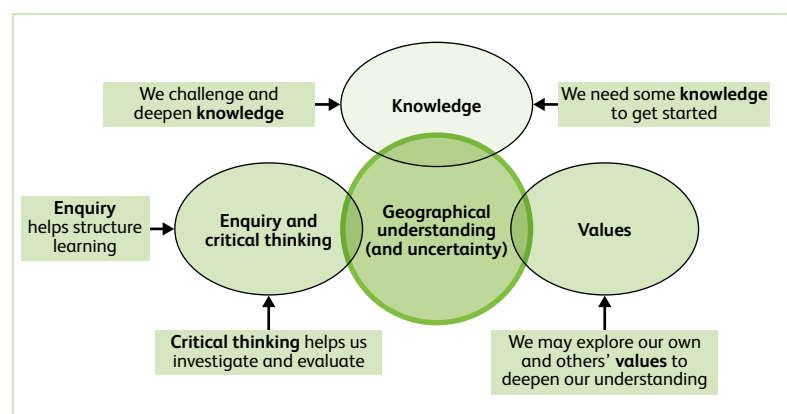 We challenge and
deepen knowledge
Knowledge
We need some knowledge
to get started
Enquiry
helps structure
learning
Enquiry and
critical thinking
Geographical
understanding
(and uncertainty)
Values
Critical thinking helps us
investigate and evaluate
We may explore our own
and others’ values to
deepen our understanding